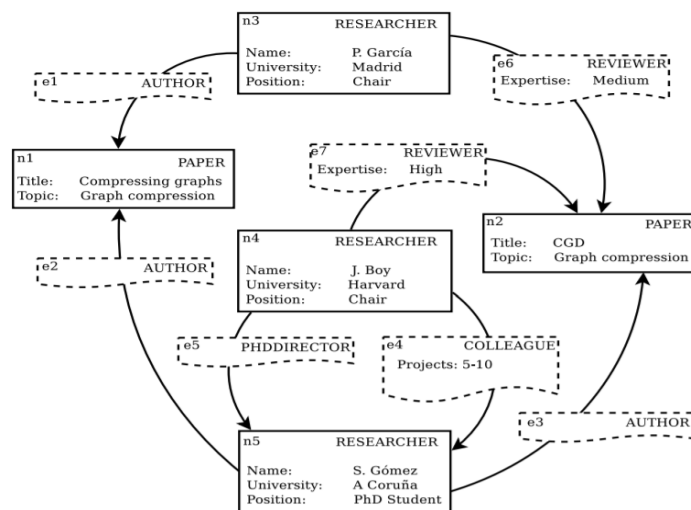 n3 RESEARCHER
Name: P. García
University: Madrid
Position: Chair
e1 AUTHOR
e6 REVIEWER
Expertise: Medium
n1 PAPER
Title: Compressing graphs
Topic: Graph compression
e7 REVIEWER
Expertise: High
n2 PAPER
Title: CGD
Topic: Graph compression
n4 RESEARCHER
Name: J. Boy
University: Harvard
Position: Chair
e2 AUTHOR
e5 PHDDIRECTOR
e4 COLLEAGUE
Projects: 5-10
e3 AUTHOR
n5 RESEARCHER
Name: S. Gómez
University: A Coruña
Position: PhD Student